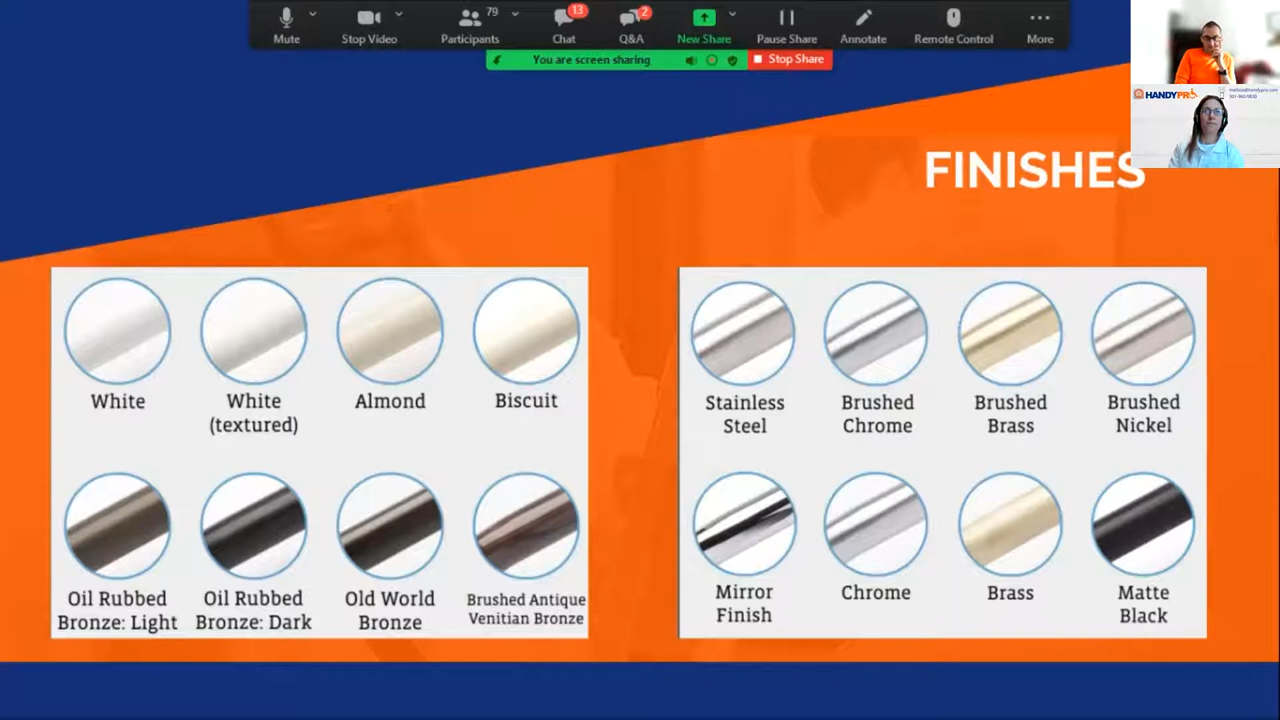 79
13
2
Mute
Stop Video
Participants
Chat
Q&A
New Share
Pause Share
Annotate
Remote Control
More
You are screen sharing
Stop Share
HANDYPRO
FINISHES
White
White
(textured)
Almond
Biscuit
Oil Rubbed
Bronze: Light
Oil Rubbed
Bronze: Dark
Old World
Bronze
Brushed Antique
Venitian Bronze
Stainless
Steel
Brushed
Chrome
Brushed
Brass
Brushed
Nickel
Mirror
Finish
Chrome
Brass
Matte
Black